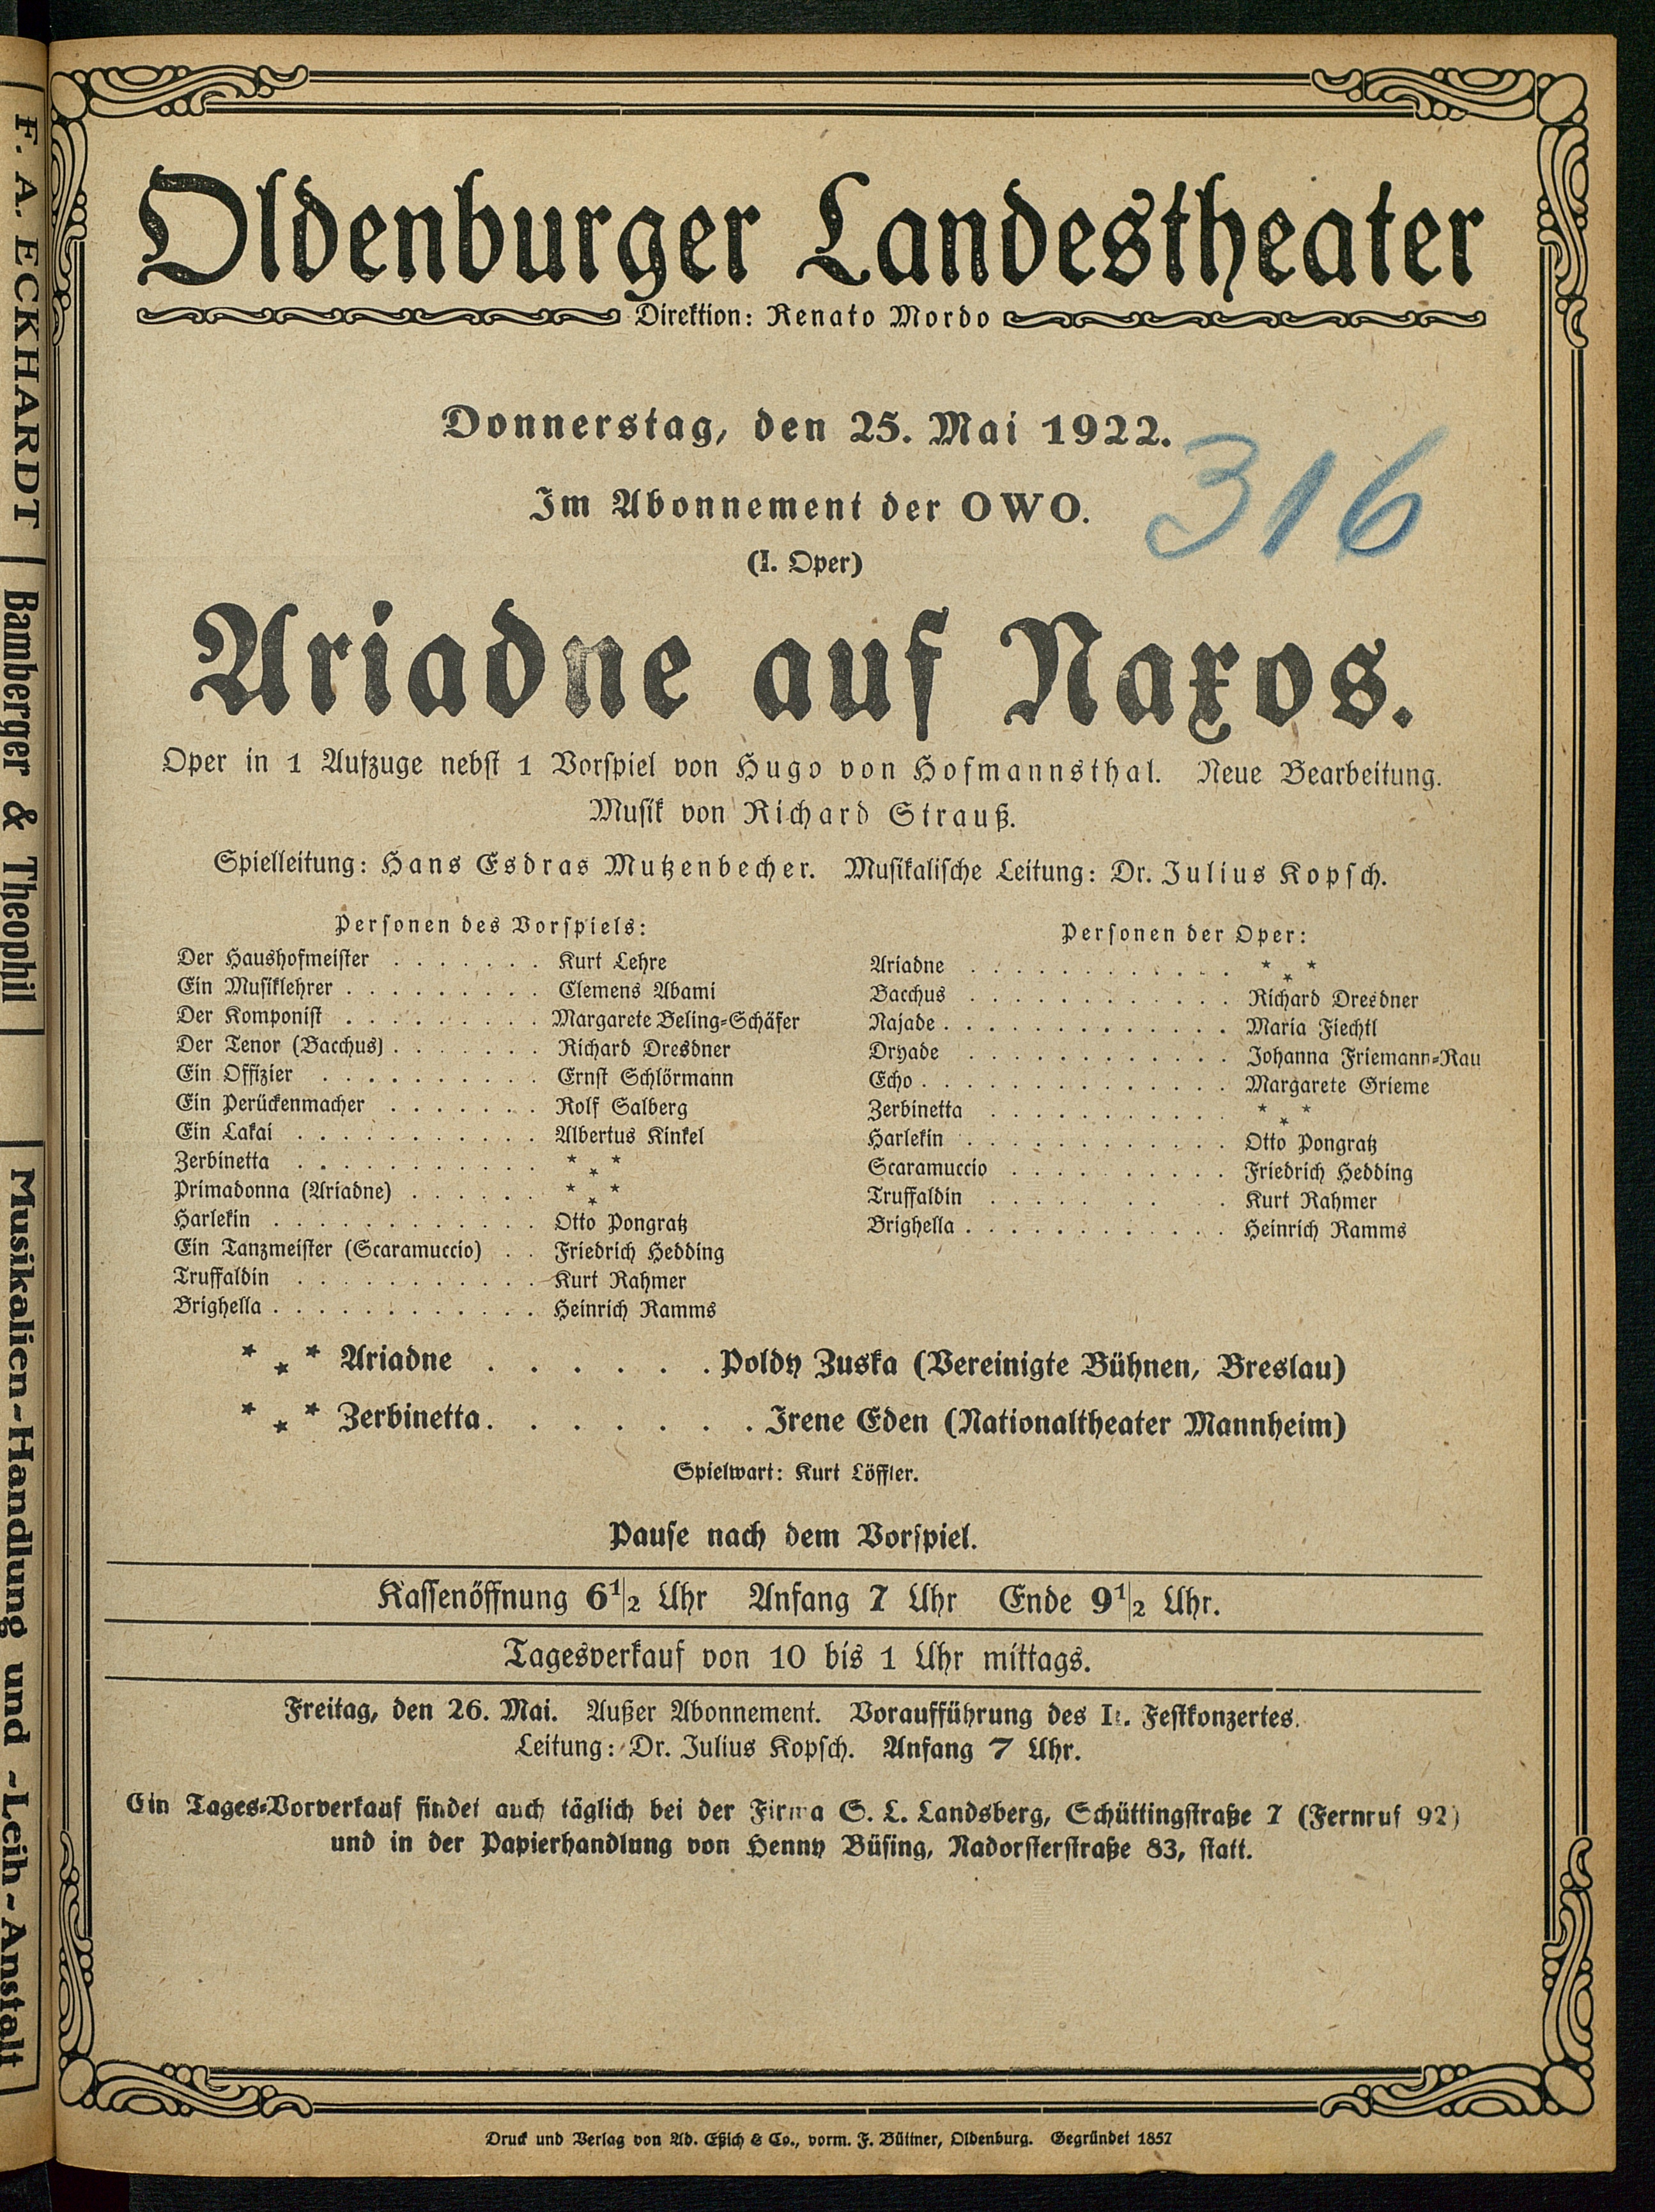 Oldenburger Landestheater
Direktion: Renato Mordo
Donnerstag, den 25. Mai 1922.
316
Im Abonnement der OWO.
(I. Oper)
Ariadne auf Naxos.
Oper in 1 Aufzuge nebst 1 Vorspiel von Hugo von Hofmannsthal. Neue Bearbeitung.
Musik von Richard Strauß.
Spielleitung: Hans Esdras Mutzenbecher. Musikalische Leitung: Dr. Julius Kopsch.
Personen des Vorspiels:
Der Haushofmeister . . . . . . . Kurt Lehre
Ein Musiklehrer . . . . . . . . . Clemens Abami
Der Komponist . . . . . . . . . Margarete Beling-Schäfer
Der Tenor (Bacchus) . . . . . . . Richard Dresdner
Ein Offizier . . . . . . . . . . Ernst Schlörmann
Ein Perückenmacher . . . . . . . Rolf Salberg
Ein Lakai . . . . . . . . . . . Albertus Kinkel
Zerbinetta . . . . . . . . . . . * * *
Primadonna (Ariadne) . . . . . . * * *
Harlekin . . . . . . . . . . . . Otto Pongratz
Ein Tanzmeister (Scaramuccio) . . Friedrich Hedding
Truffaldin . . . . . . . . . . . Kurt Rahmer
Brighella . . . . . . . . . . . . Heinrich Ramms
Personen der Oper:
Ariadne . . . . . . . . . . . . * * *
Bacchus . . . . . . . . . . . . Richard Dresdner
Najade . . . . . . . . . . . . . Maria Fiechtl
Dryade . . . . . . . . . . . . Johanna Friemann-Rau
Echo . . . . . . . . . . . . . . Margarete Grieme
Zerbinetta . . . . . . . . . . . * * *
Harlekin . . . . . . . . . . . . Otto Pongratz
Scaramuccio . . . . . . . . . . Friedrich Hedding
Truffaldin . . . . . . . . . . Kurt Rahmer
Brighella . . . . . . . . . . . . Heinrich Ramms
* * * Ariadne . . . . . . Poldy Zuska (Vereinigte Bühnen, Breslau)
* * * Zerbinetta . . . . . . . Irene Eden (Nationaltheater Mannheim)
Spielwart: Kurt Löffler.
Pause nach dem Vorspiel.
Kassenöffnung 6 1/2 Uhr Anfang 7 Uhr Ende 9 1/2 Uhr.
Tagesverkauf von 10 bis 1 Uhr mittags.
Freitag, den 26. Mai. Außer Abonnement. Voraufführung des II. Festkonzertes.
Leitung: Dr. Julius Kopsch. Anfang 7 Uhr.
Ein Tages-Vorverkauf findet auch täglich bei der Firma S. L. Landsberg, Schüttingstraße 7 (Fernruf 92)
und in der Papierhandlung von Henny Büsing, Nadorsterstraße 83, statt.
Druck und Verlag von Ad. Eßich & Co., vorm. F. Büttner, Oldenburg. Gegründet 1857
F. A. ECKHARDT
Bamberger & Theophil
Musikalien-Handlung und -Leih-Anstalt